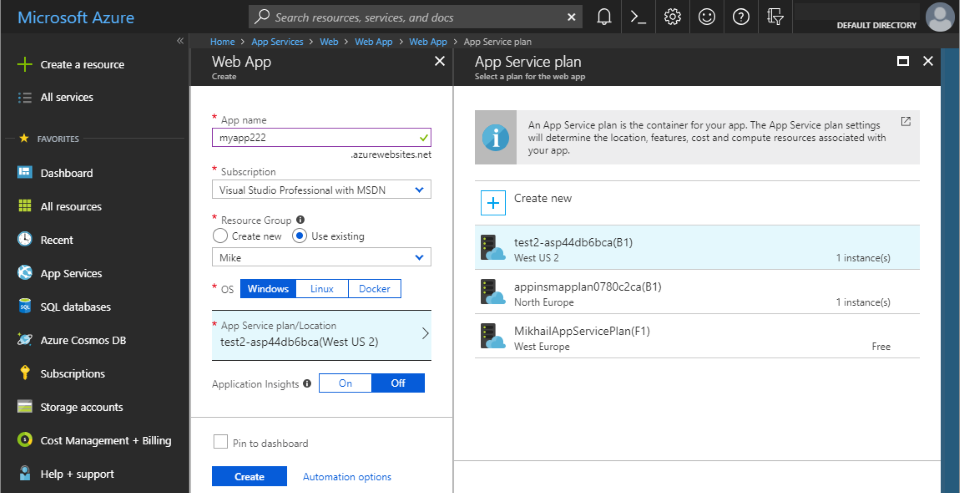 Microsoft Azure
Search resources, services, and docs
DEFAULT DIRECTORY
Home > App Services > Web > Web App > Web App > App Service plan
Create a resource
All services
FAVORITES
Dashboard
All resources
Recent
App Services
SQL databases
Azure Cosmos DB
Subscriptions
Storage accounts
Cost Management + Billing
Help + support
Web App
Create
* App name
myapp222
.azurewebsites.net
* Subscription
Visual Studio Professional with MSDN
* Resource Group
Create new Use existing
Mike
* OS Windows Linux Docker
* App Service plan/Location
test2-asp44db6bca(West US 2)
Application Insights On Off
Pin to dashboard
Create Automation options
App Service plan
Select a plan for the web app
An App Service plan is the container for your app. The App Service plan settings
will determine the location, features, cost and compute resources associated with
your app.
Create new
test2-asp44db6bca(B1)
West US 2 1 instance(s)
appinsmapplan0780c2ca(B1)
North Europe 1 instance(s)
MikhailAppServicePlan(F1)
West Europe Free